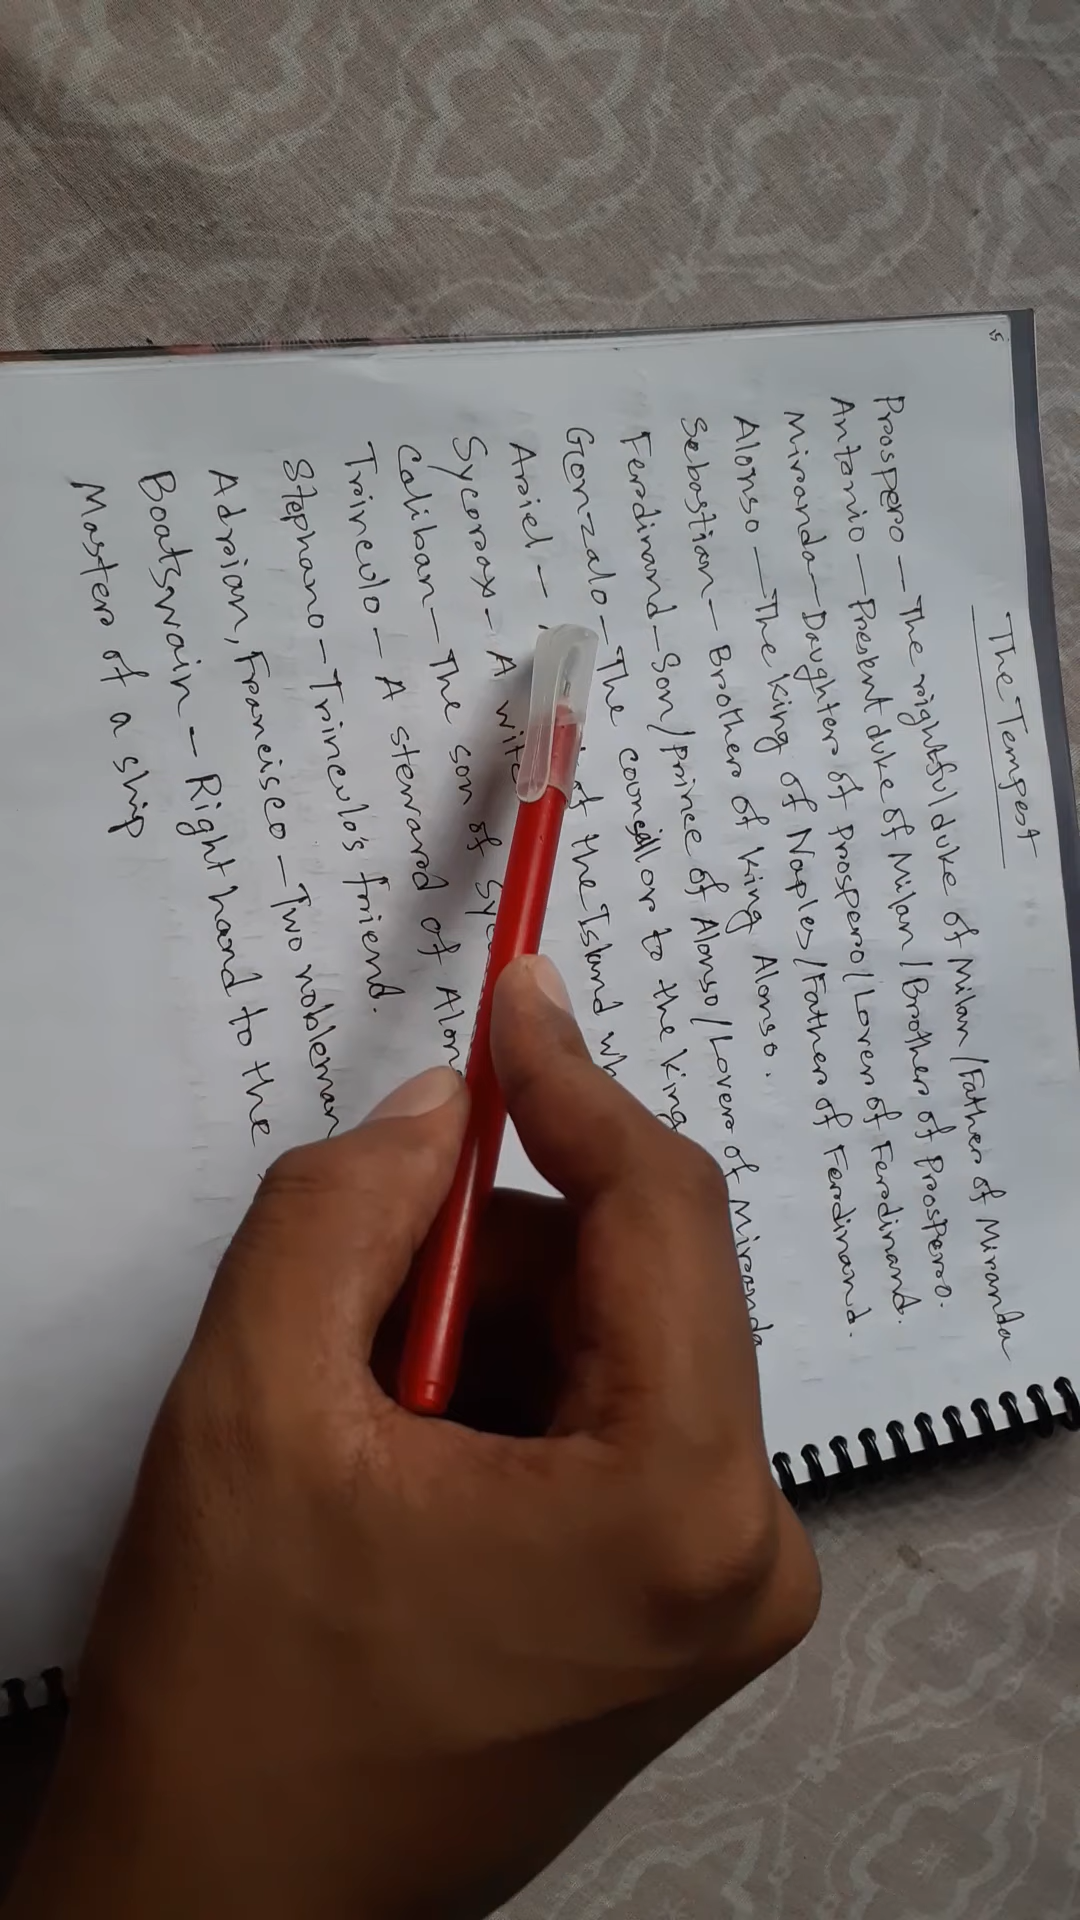 The Tempest
Prospero — The rightful duke of Milan / Father of Miranda
Antonio — Present duke of Milan / Brother of Prospero.
Miranda — Daughter of Prospero / Lover of Ferdinand.
Alonso — The king of Naples / Father of Ferdinand.
Sebastian — Brother of king Alonso.
Ferdinand — Son/Prince of Alonso / Lover of Miranda
Gonzalo — The councillor to the king
Ariel — of the Island
Sycorax — A
Caliban — The son of
Trinculo — A steward of
Stephano — Trinculo's friend.
Adrian, Francisco — Two nobleman
Boatswain — Right hand to the
Master of a ship